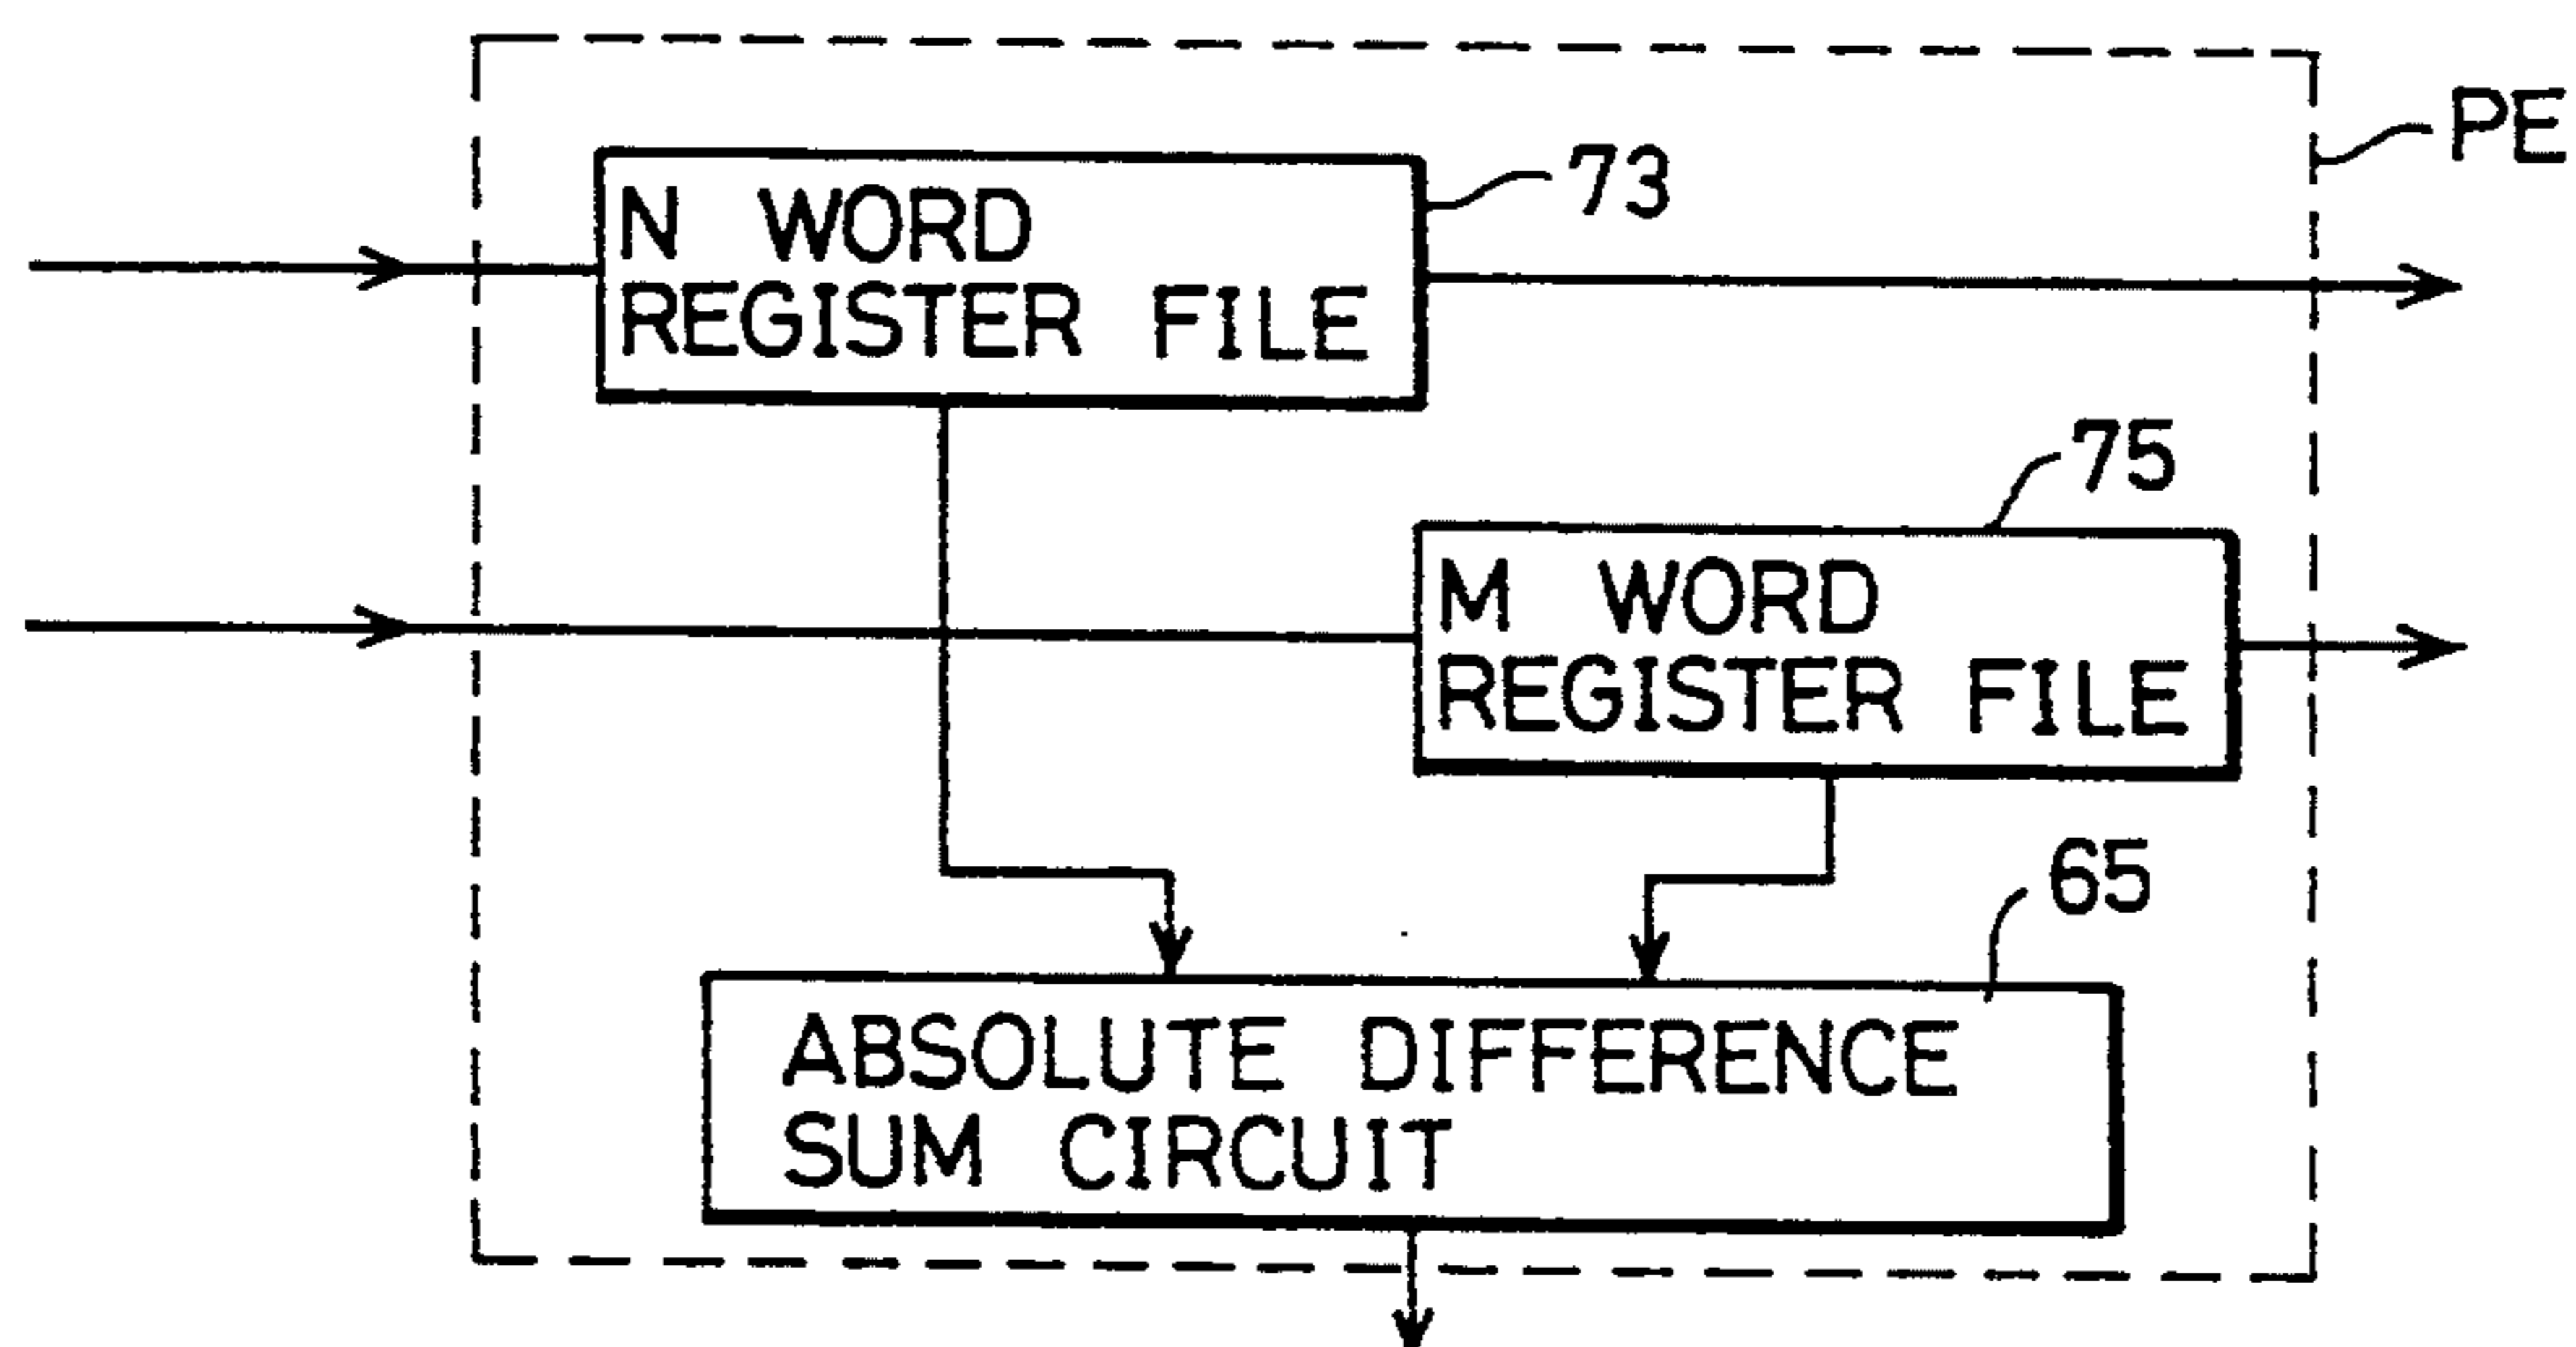 PE
73
N WORD
REGISTER FILE
75
M WORD
REGISTER FILE
65
ABSOLUTE DIFFERENCE
SUM CIRCUIT